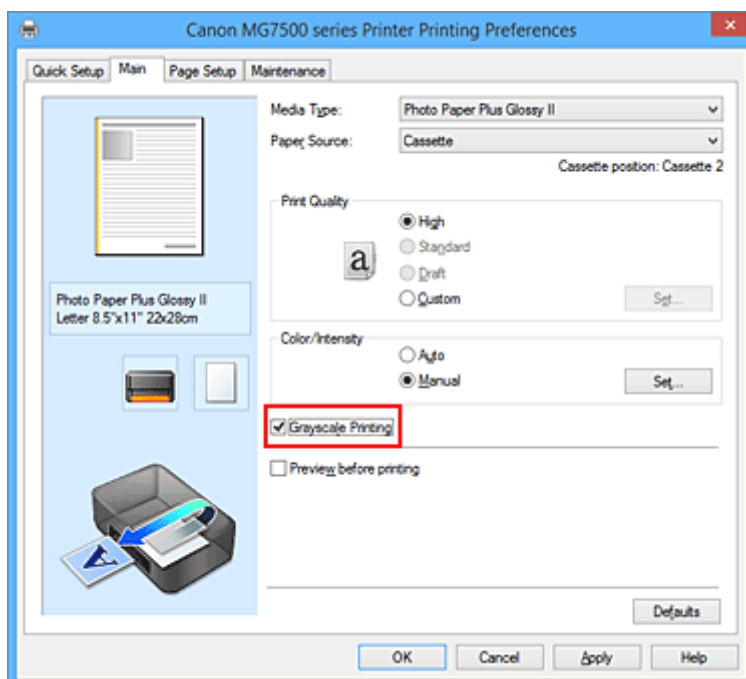 Canon MG7500 series Printer Printing Preferences
x
Quick Setup Main Page Setup Maintenance
Media Type: Photo Paper Plus Glossy II
Paper Source: Cassette
Cassette position: Cassette 2
Print Quality
High
a
Standard
Draft
Custom
Set...
Photo Paper Plus Glossy II
Letter 8.5"x11" 22x28cm
Color/Intensity
Auto
Manual
Set...
Grayscale Printing
Preview before printing
A
Defaults
OK Cancel Apply Help